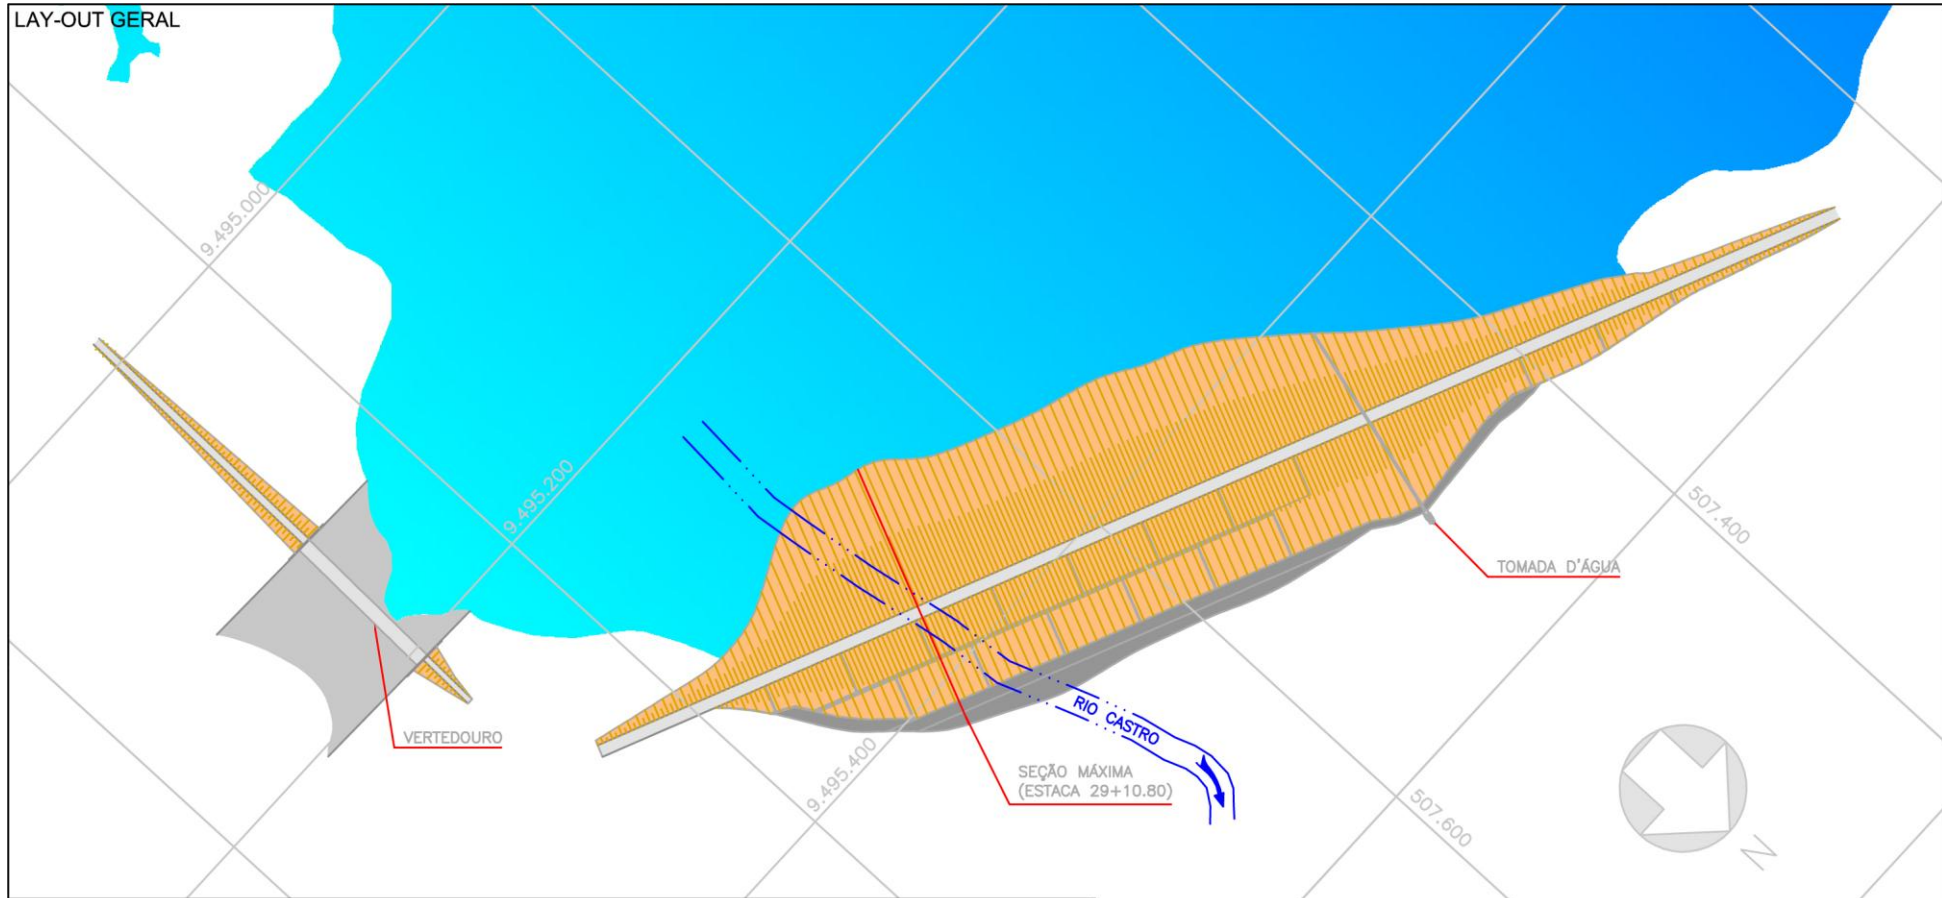 LAY-OUT GERAL
9.495.000
9.495.200
9.495.400
507.400
507.600
TOMADA D'ÁGUA
VERTEDOURO
RIO CASTRO
SEÇÃO MÁXIMA
(ESTACA 29+10.80)
N